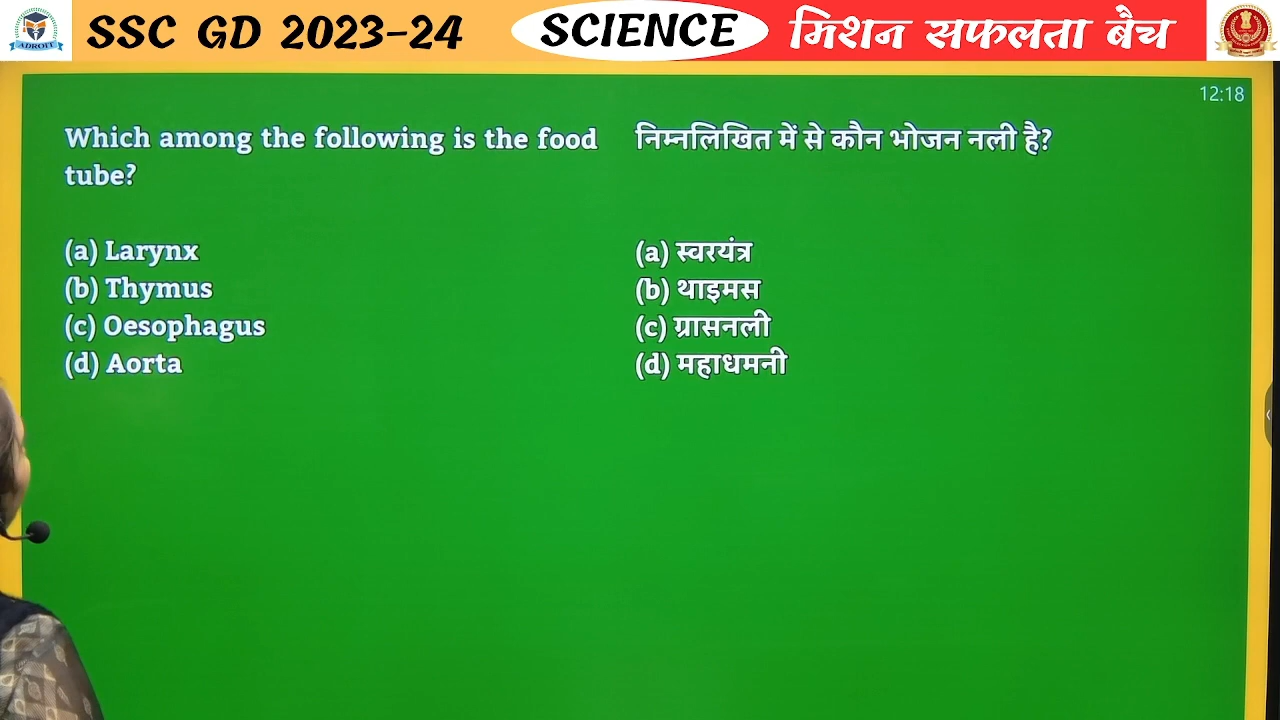 ADROIT
SSC GD 2023-24
SCIENCE
मिशन सफलता बैच
12:18
Which among the following is the food
tube?
(a) Larynx
(b) Thymus
(c) Oesophagus
(d) Aorta
निम्नलिखित में से कौन भोजन नली है?
(a) स्वरयंत्र
(b) थाइमस
(c) ग्रासनली
(d) महाधमनी